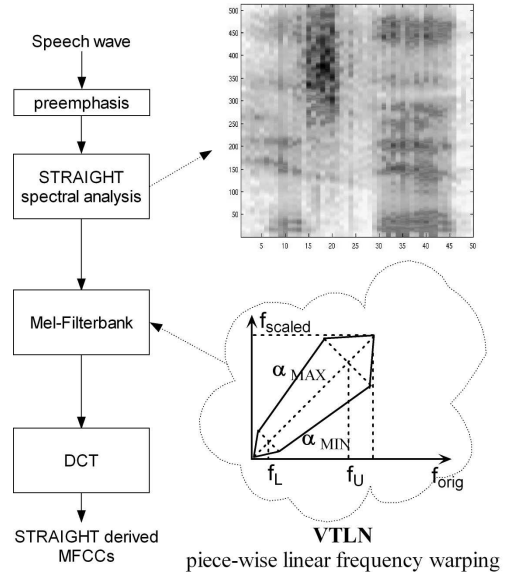 Speech wave
preemphasis
STRAIGHT
spectral analysis
Mel-Filterbank
DCT
STRAIGHT derived
MFCCs
500
450
400
350
300
250
200
150
100
50
5 10 15 20 25 30 35 40 45 50
fscaled
α MAX
α MIN
fL
fU
forig
VTLN
piece-wise linear frequency warping